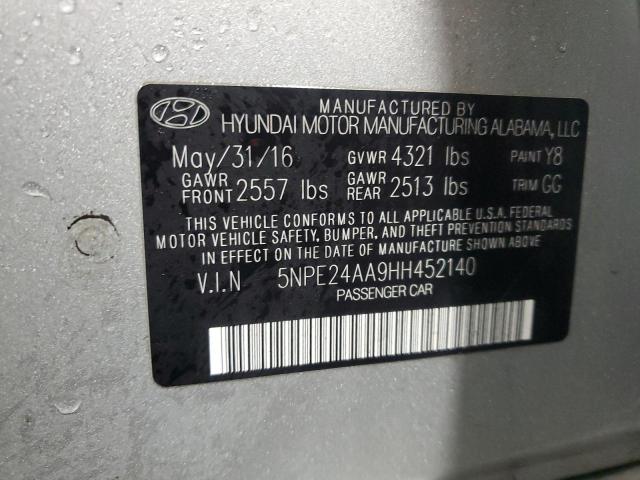 MANUFACTURED BY
HYUNDAI MOTOR MANUFACTURING ALABAMA, LLC
May/31/16 GVWR 4321 lbs PAINT Y8
GAWR FRONT 2557 lbs GAWR REAR 2513 lbs TRIM GG
THIS VEHICLE CONFORMS TO ALL APPLICABLE U.S.A. FEDERAL
MOTOR VEHICLE SAFETY, BUMPER, AND THEFT PREVENTION STANDARDS
IN EFFECT ON THE DATE OF MANUFACTURE SHOWN ABOVE
V.I.N 5NPE24AA9HH452140
PASSENGER CAR